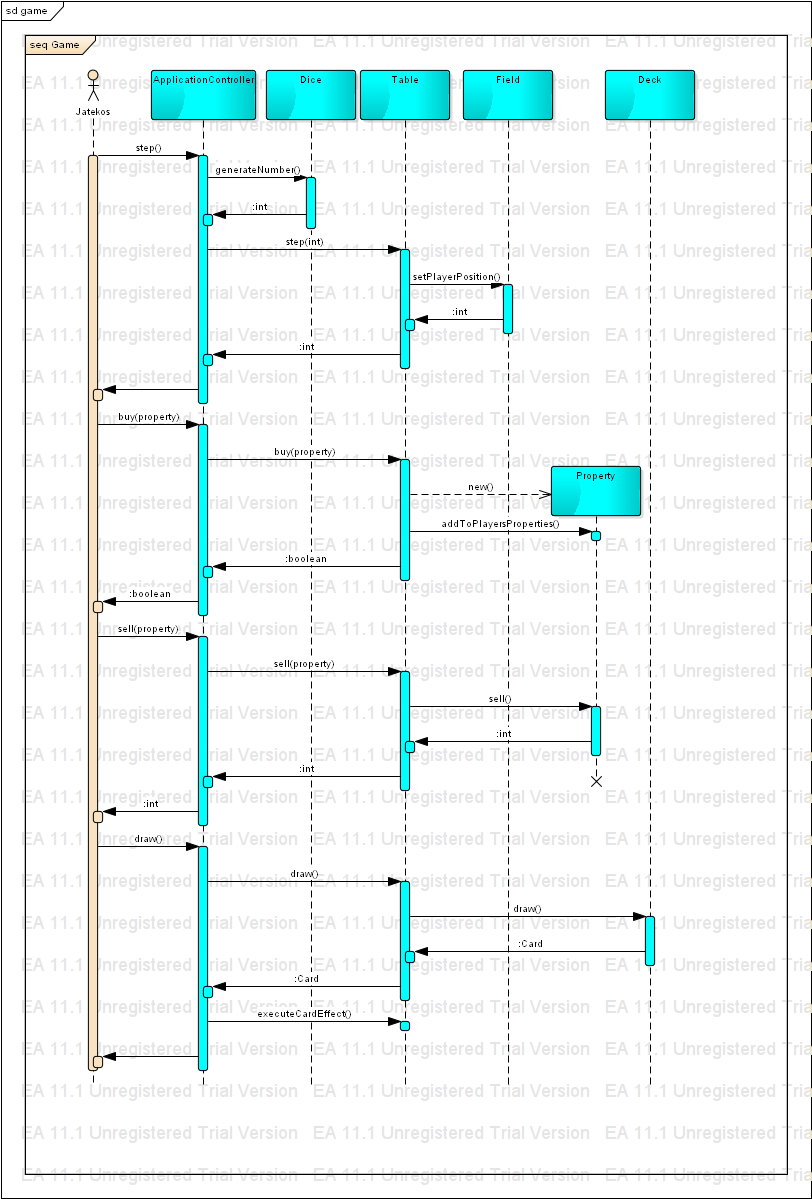 sd game
seq Game
EA 11.1 Unregistered Trial Version
Jatekos
ApplicationController
Dice
Table
Field
Deck
step()
generateNumber()
:int
step(int)
setPlayerPosition()
:int
:int
buy(property)
buy(property)
Property
new()
addToPlayersProperties()
:boolean
:boolean
sell(property)
sell(property)
sell()
:int
:int
:int
draw()
draw()
draw()
:Card
:Card
executeCardEffect()